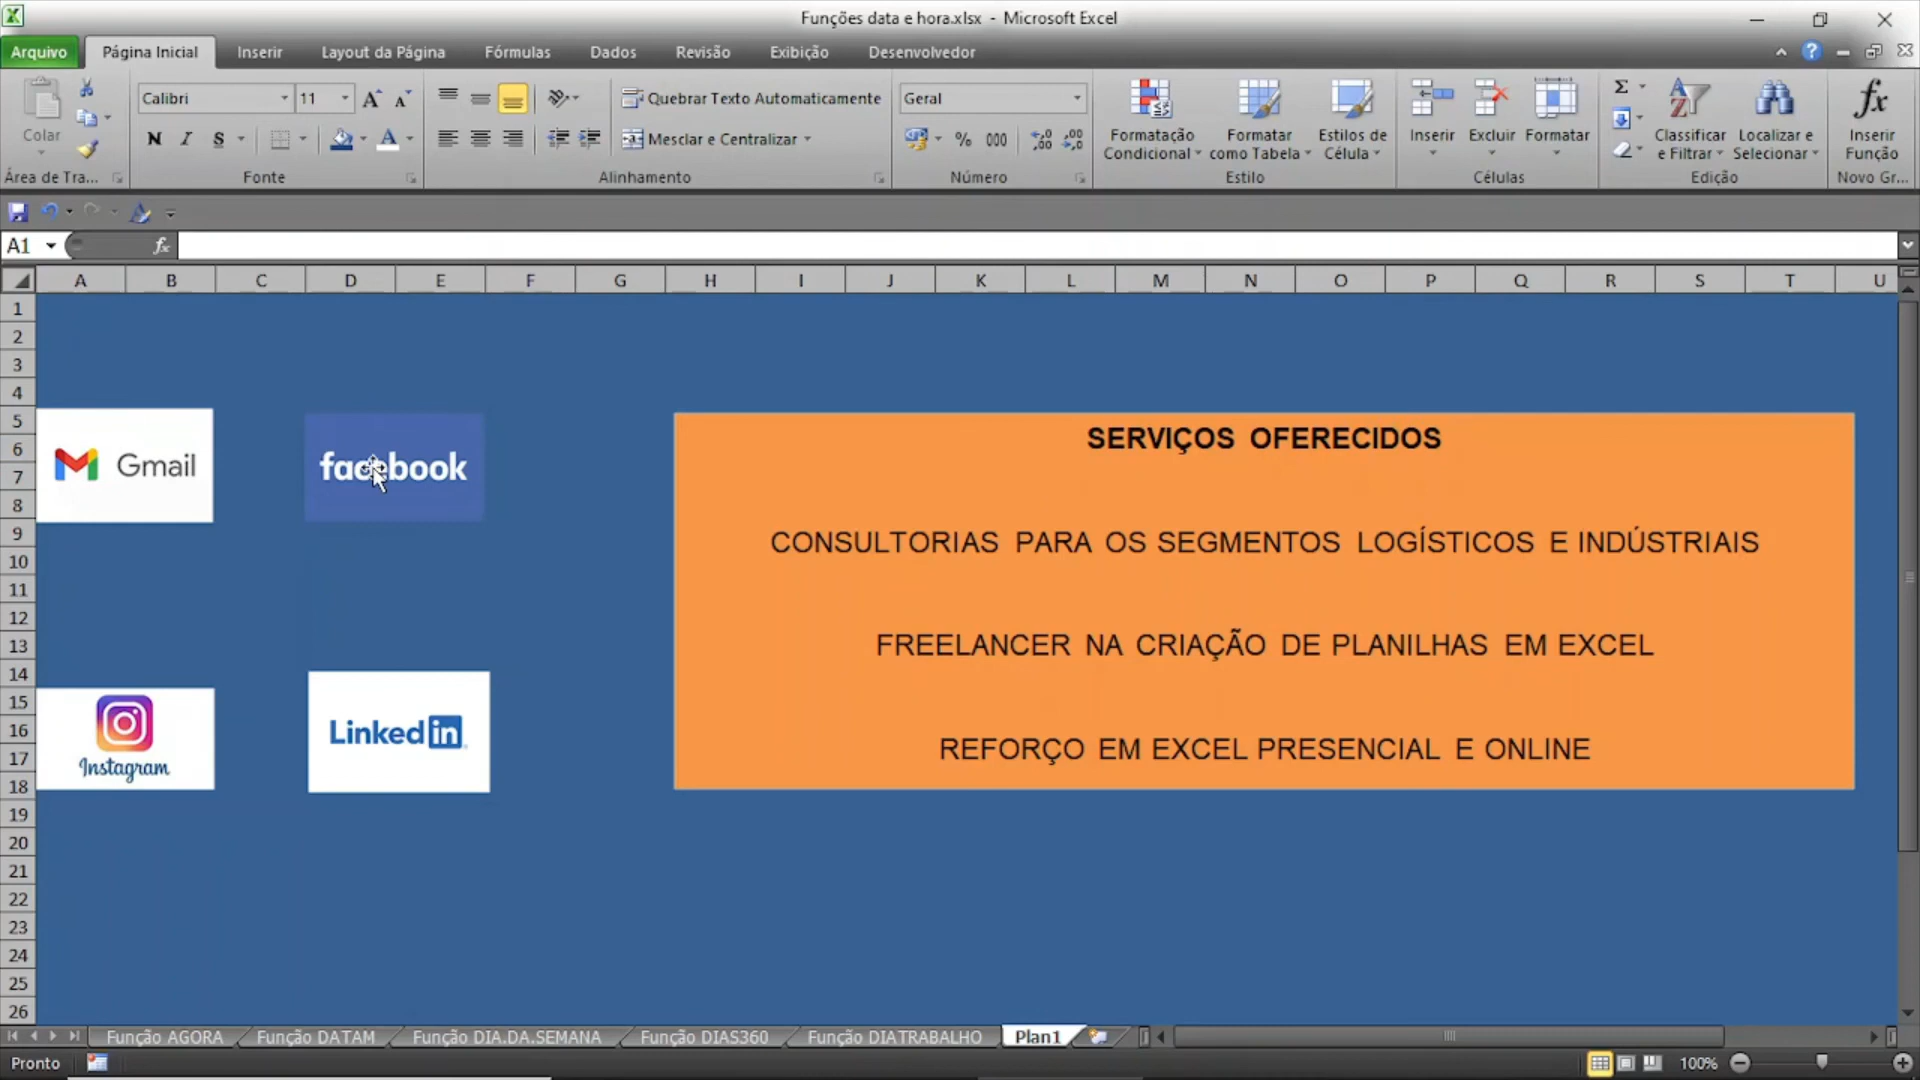 Funções data e hora.xlsx - Microsoft Excel
Arquivo Página Inicial Inserir Layout da Página Fórmulas Dados Revisão Exibição Desenvolvedor
Colar
Calibri 11
N I S
Quebrar Texto Automaticamente
Mesclar e Centralizar
Geral
% 000
Formatação Condicional
Formatar como Tabela
Estilos de Célula
Inserir Excluir Formatar
Classificar e Filtrar
Localizar e Selecionar
Inserir Função
Área de Tra... Fonte Alinhamento Número Estilo Células Edição Novo Gr...
A1 fx
A B C D E F G H I J K L M N O P Q R S T U
1
2
3
4
5
6
7
8
9
10
11
12
13
14
15
16
17
18
19
20
21
22
23
24
25
26
Gmail
facebook
Instagram
Linked in
SERVIÇOS OFERECIDOS
CONSULTORIAS PARA OS SEGMENTOS LOGÍSTICOS E INDÚSTRIAIS
FREELANCER NA CRIAÇÃO DE PLANILHAS EM EXCEL
REFORÇO EM EXCEL PRESENCIAL E ONLINE
Função AGORA Função DATAM Função DIA.DA.SEMANA Função DIAS360 Função DIATRABALHO Plan1
Pronto 100%